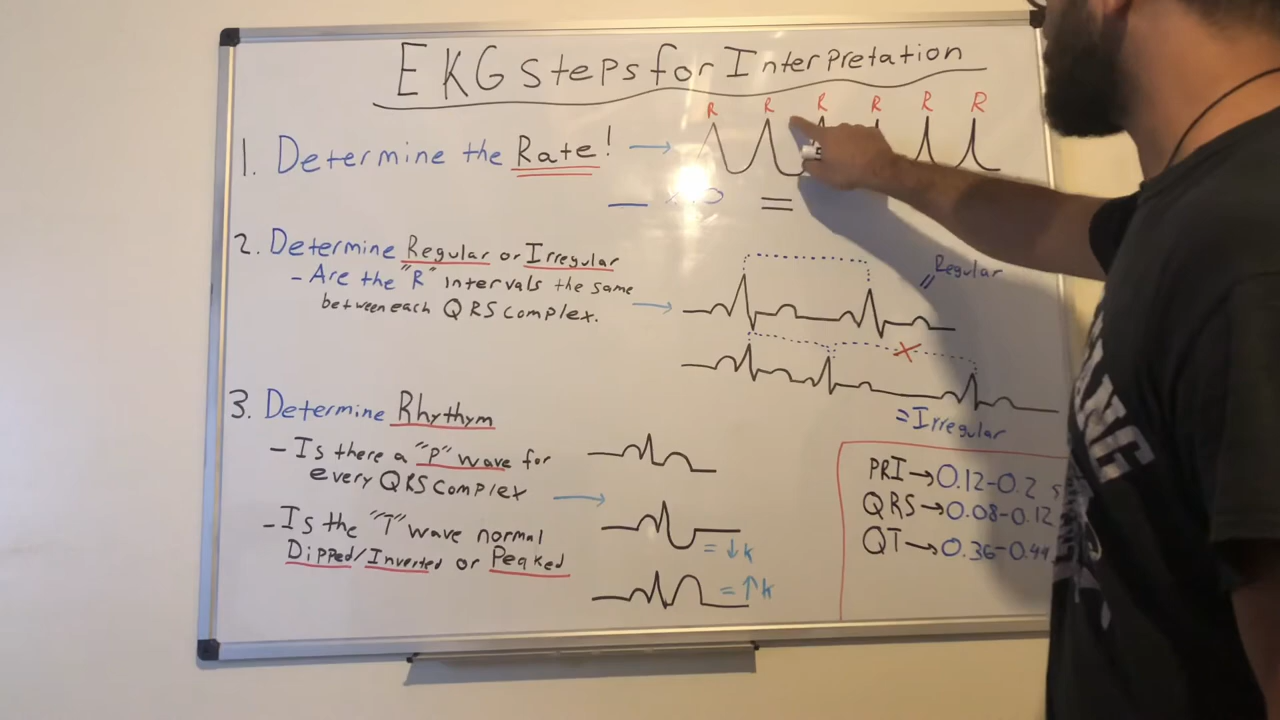 EKG steps for Interpretation
R R R R R R
1. Determine the Rate! →
=
2. Determine Regular or Irregular
- Are the "R" intervals the same
between each QRS complex. →
Regular
X
= Irregular
3. Determine Rhythym
- Is there a "P" wave for
every QRS complex →
- Is the "T" wave normal
Dipped/Inverted or Peaked
= ↓k
= ↑k
PRI → 0.12-0.2 s
QRS → 0.08-0.12
QT → 0.36-0.44